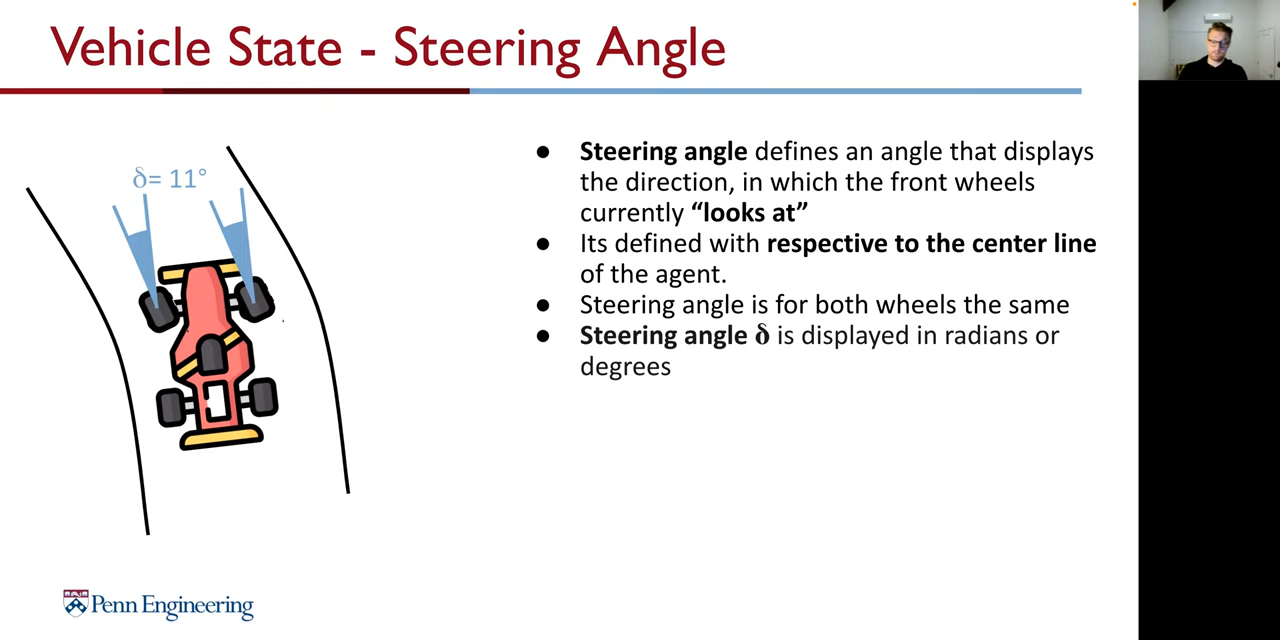 Vehicle State - Steering Angle
δ= 11°
● Steering angle defines an angle that displays
the direction, in which the front wheels
currently “looks at”
● Its defined with respective to the center line
of the agent.
● Steering angle is for both wheels the same
● Steering angle δ is displayed in radians or
degrees
Penn Engineering